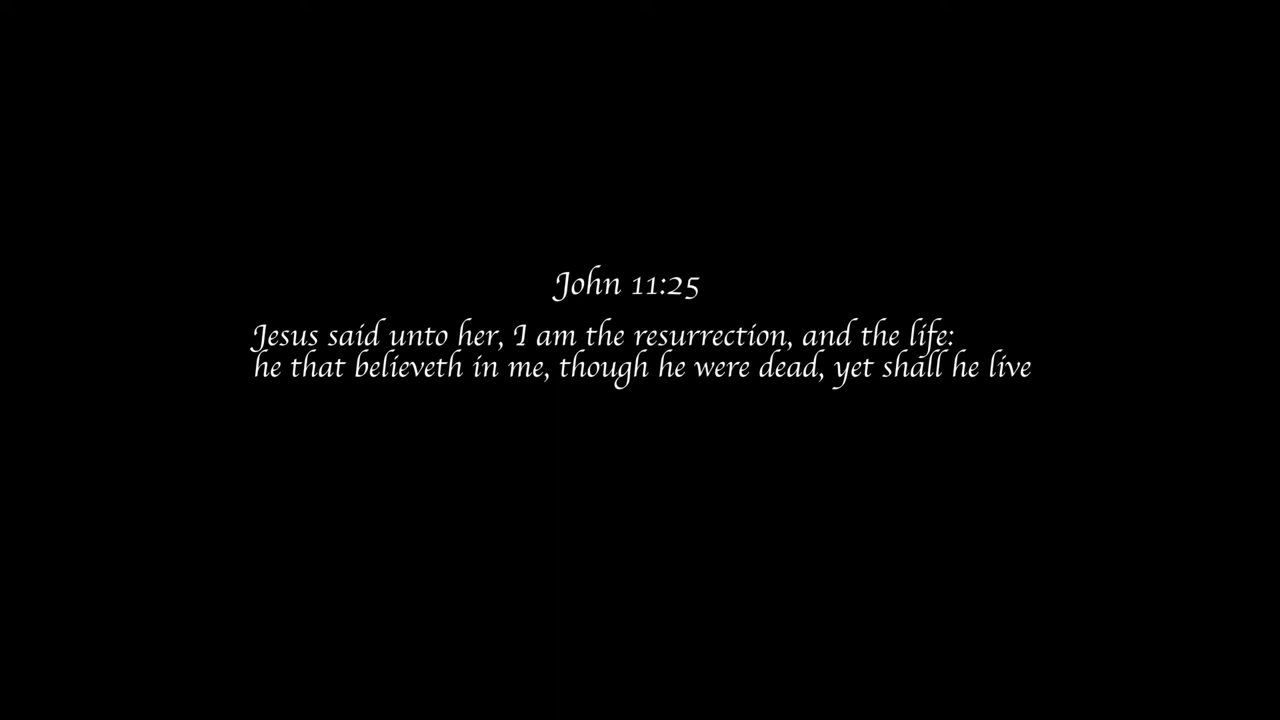 John 11:25
Jesus said unto her, I am the resurrection, and the life:
he that believeth in me, though he were dead, yet shall he live